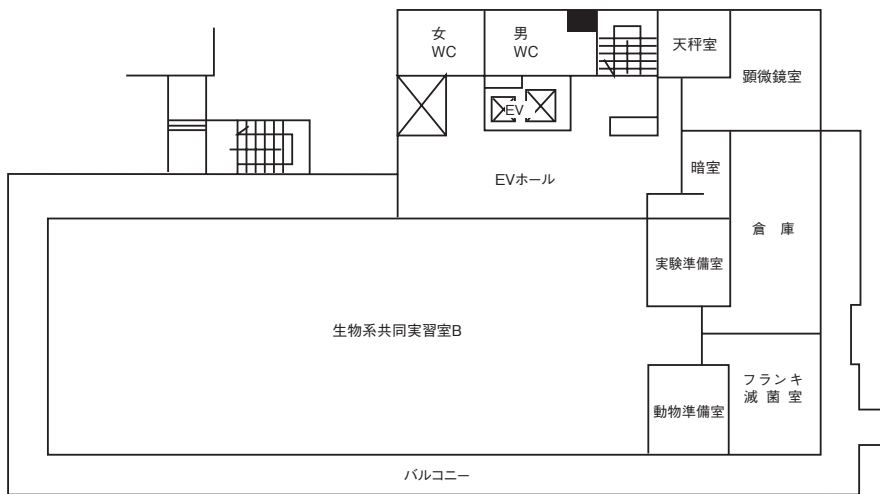 女
WC
男
WC
天秤室
顕微鏡室
EV
EVホール
暗室
倉　庫
実験準備室
生物系共同実習室B
フランキ
滅 菌 室
動物準備室
バルコニー